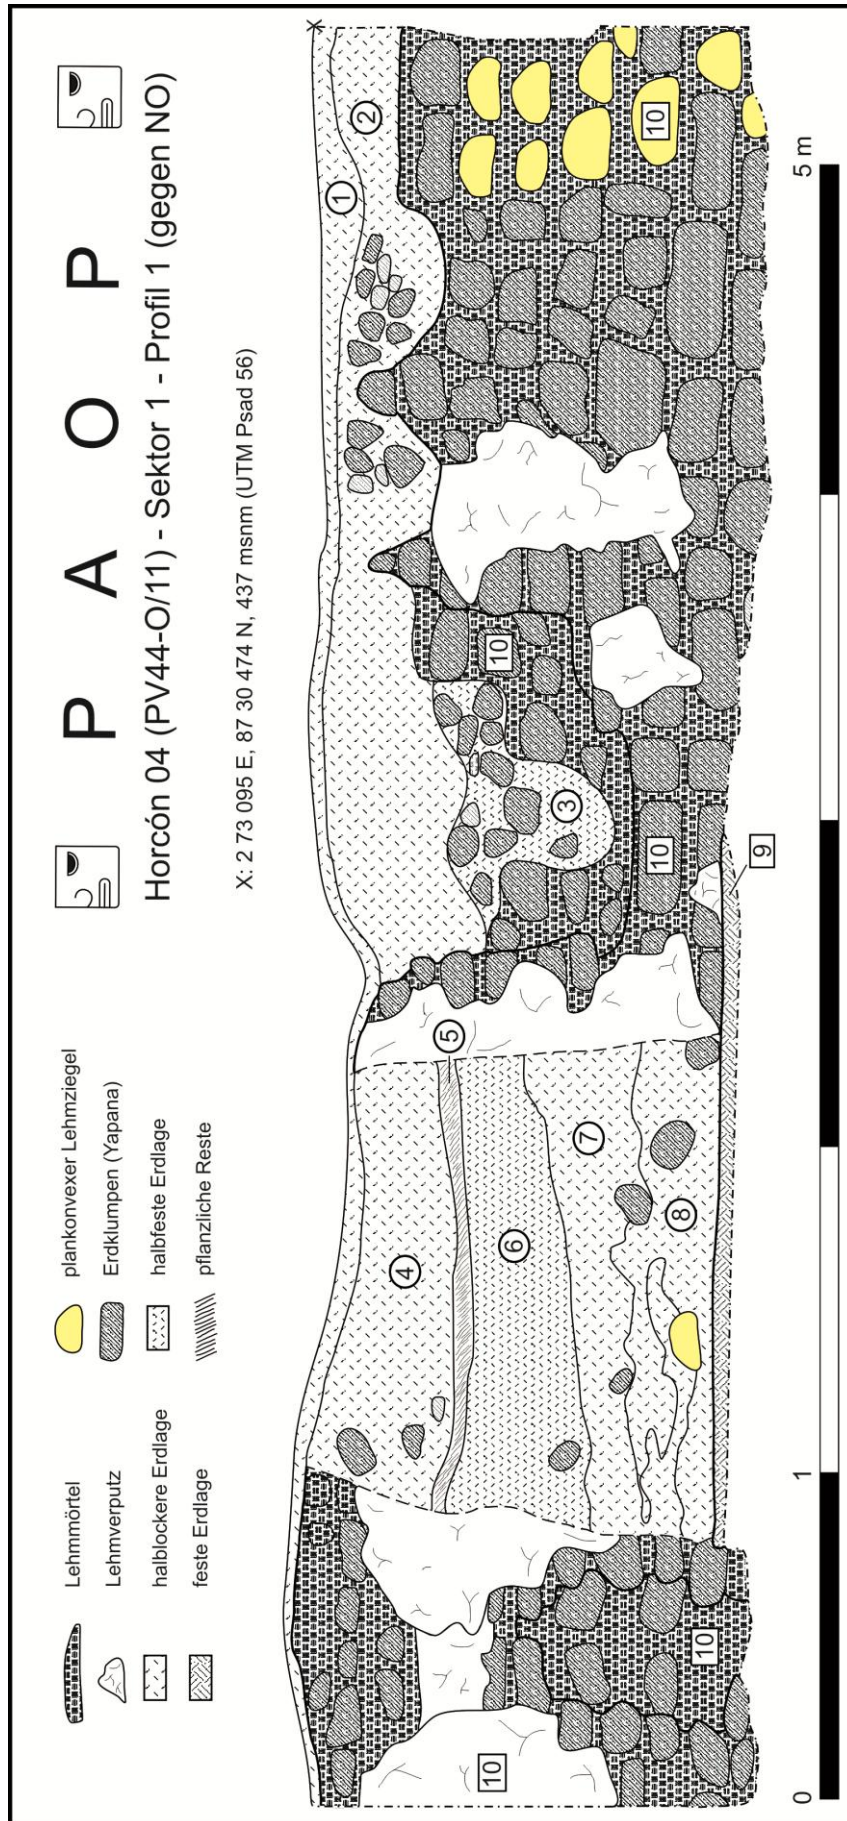 P A O P
Horcón 04 (PV44-O/11) - Sektor 1 - Profil 1 (gegen NO)
X: 2 73 095 E, 87 30 474 N, 437 msnm (UTM Psad 56)
Lehmmörtel
Lehmverputz
halblockere Erdlage
feste Erdlage
plankonvexer Lehmziegel
Erdklumpen (Yapana)
halbfeste Erdlage
pflanzliche Reste
X
1
2
3
4
5
6
7
8
9
10
10
10
10
10
0
1
5 m